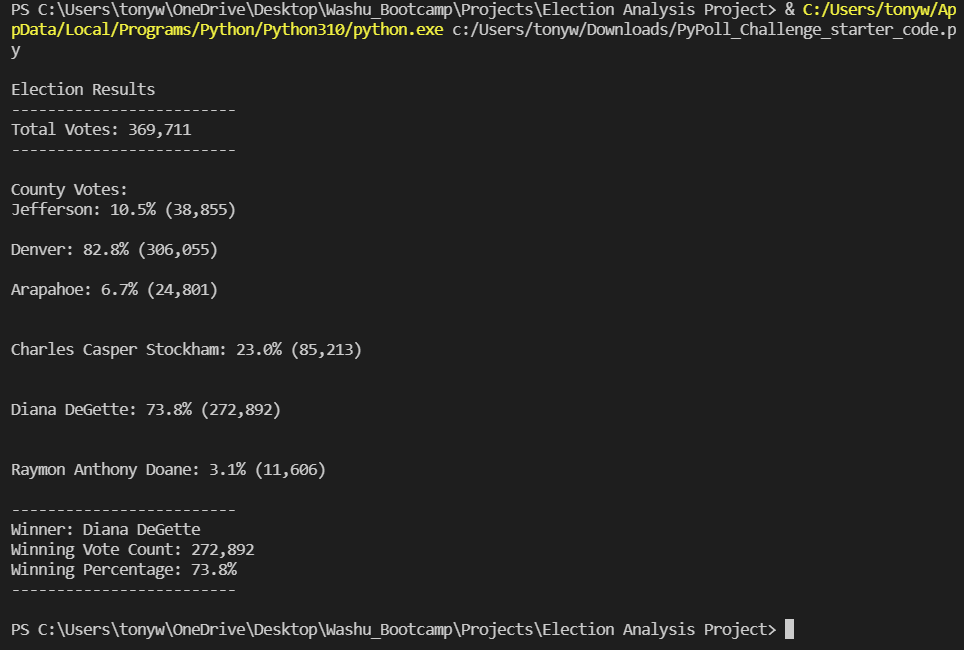 PS C:\Users\tonyw\OneDrive\Desktop\Washu_Bootcamp\Projects\Election Analysis Project> & C:/Users/tonyw/Ap
pData/Local/Programs/Python/Python310/python.exe c:/Users/tonyw/Downloads/PyPoll_Challenge_starter_code.p
y
Election Results
-------------------------
Total Votes: 369,711
-------------------------
County Votes:
Jefferson: 10.5% (38,855)
Denver: 82.8% (306,055)
Arapahoe: 6.7% (24,801)
Charles Casper Stockham: 23.0% (85,213)
Diana DeGette: 73.8% (272,892)
Raymon Anthony Doane: 3.1% (11,606)
-------------------------
Winner: Diana DeGette
Winning Vote Count: 272,892
Winning Percentage: 73.8%
-------------------------
PS C:\Users\tonyw\OneDrive\Desktop\Washu_Bootcamp\Projects\Election Analysis Project>